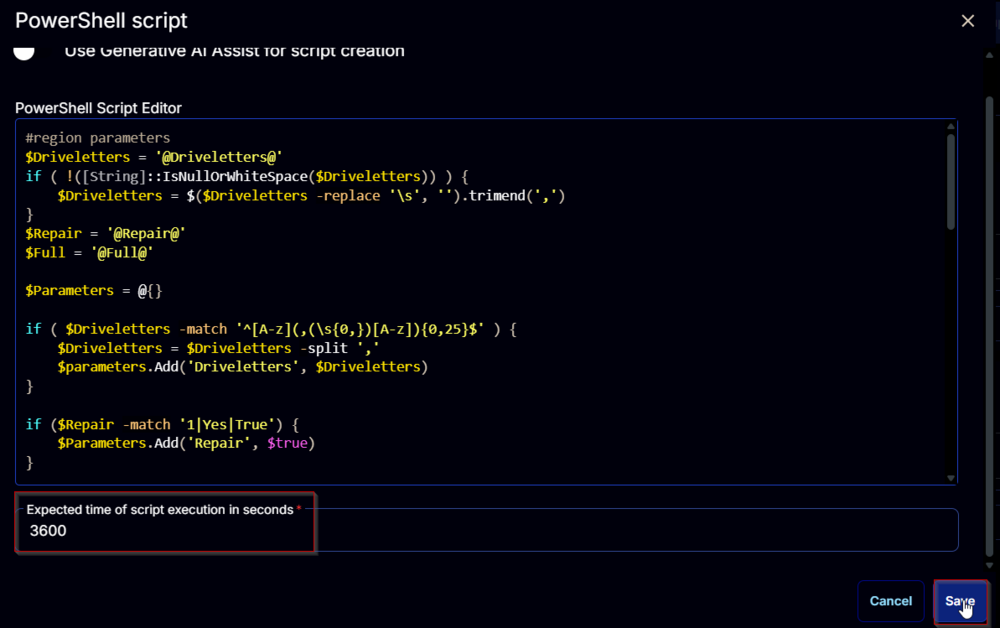 PowerShell script
Use Generative AI Assist for script creation
PowerShell Script Editor
#region parameters
$Driveletters = '@Driveletters@'
if ( !([String]::IsNullOrWhiteSpace($Driveletters)) ) {
    $Driveletters = $($Driveletters -replace '\s', '').trimend(',')
}
$Repair = '@Repair@'
$Full = '@Full@'
$Parameters = @{}
if ( $Driveletters -match '^[A-z](,(\s{0,})[A-z]){0,25}$' ) {
    $Driveletters = $Driveletters -split ','
    $parameters.Add('Driveletters', $Driveletters)
}
if ($Repair -match '1|Yes|True') {
    $Parameters.Add('Repair', $true)
}
Expected time of script execution in seconds *
3600
Cancel
Save